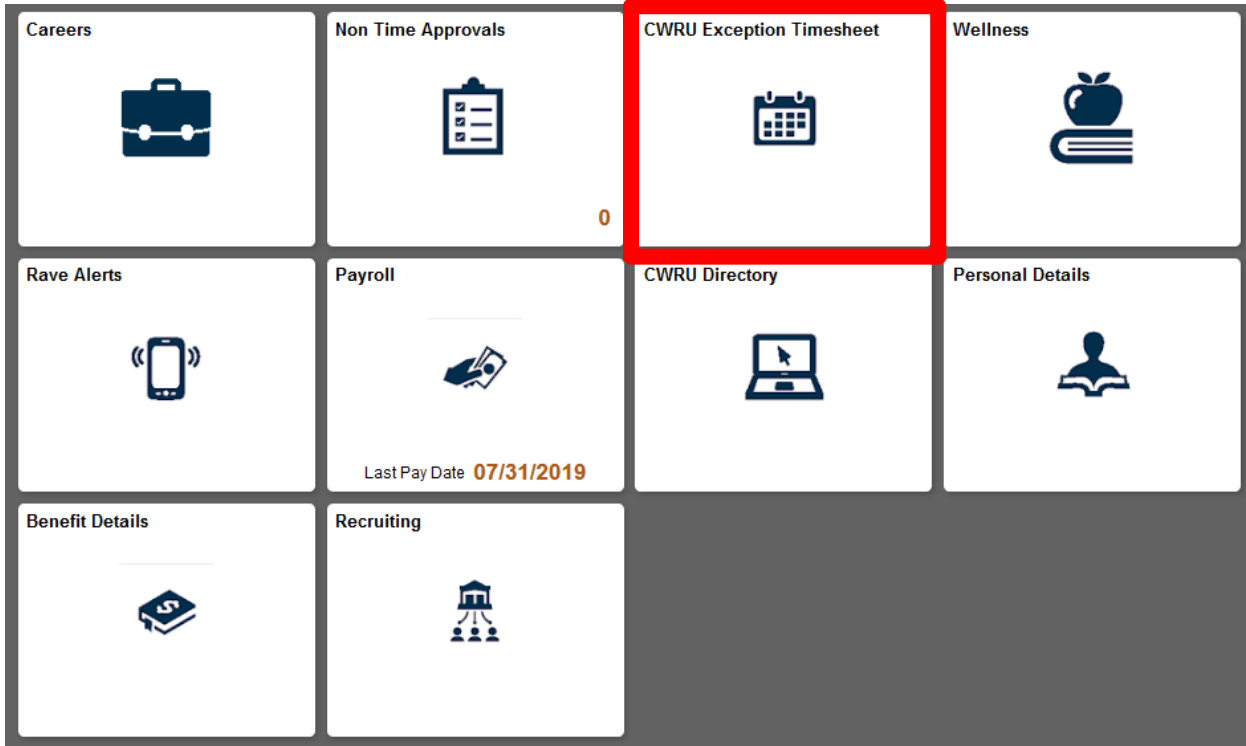 Careers
Non Time Approvals
CWRU Exception Timesheet
Wellness
0
Rave Alerts
Payroll
CWRU Directory
Personal Details
Last Pay Date 07/31/2019
Benefit Details
Recruiting